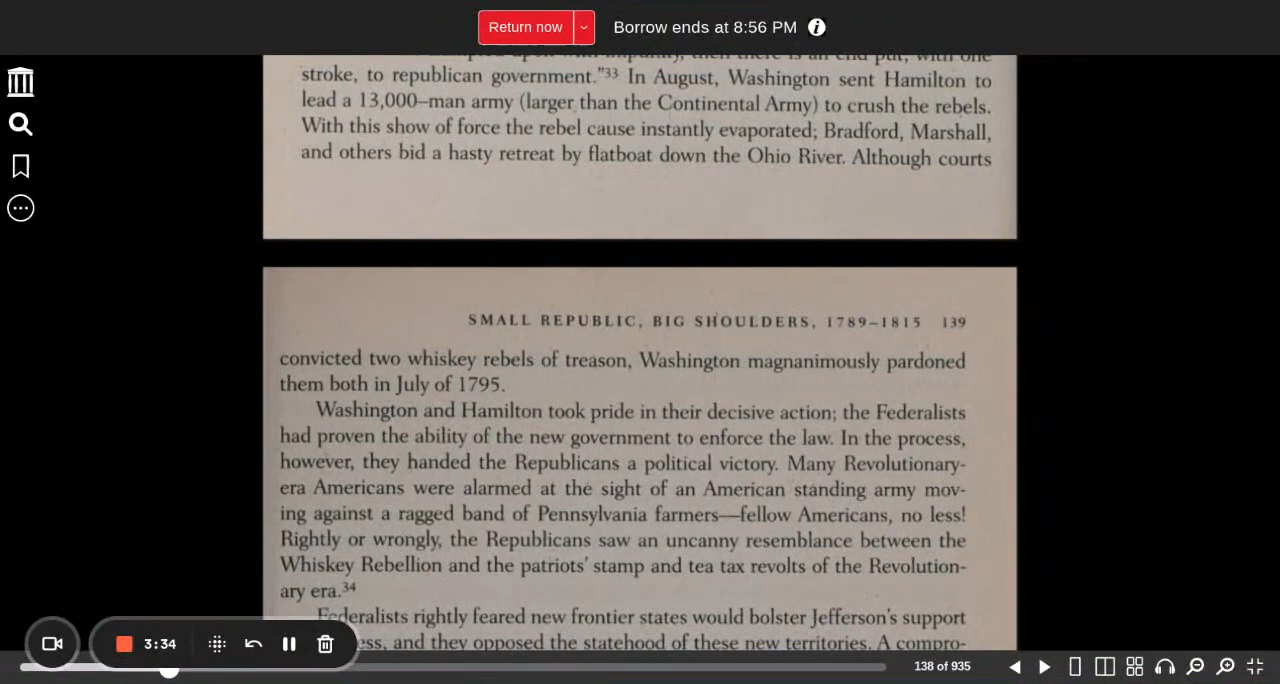 Return now
Borrow ends at 8:56 PM
stroke, to republican government."33 In August, Washington sent Hamilton to
lead a 13,000–man army (larger than the Continental Army) to crush the rebels.
With this show of force the rebel cause instantly evaporated; Bradford, Marshall,
and others bid a hasty retreat by flatboat down the Ohio River. Although courts
SMALL REPUBLIC, BIG SHOULDERS, 1789–1815 139
convicted two whiskey rebels of treason, Washington magnanimously pardoned
them both in July of 1795.
Washington and Hamilton took pride in their decisive action; the Federalists
had proven the ability of the new government to enforce the law. In the process,
however, they handed the Republicans a political victory. Many Revolutionary-
era Americans were alarmed at the sight of an American standing army mov-
ing against a ragged band of Pennsylvania farmers—fellow Americans, no less!
Rightly or wrongly, the Republicans saw an uncanny resemblance between the
Whiskey Rebellion and the patriots' stamp and tea tax revolts of the Revolution-
ary era.34
Federalists rightly feared new frontier states would bolster Jefferson's support
and they opposed the statehood of these new territories. A compro-
3:34
138 of 935